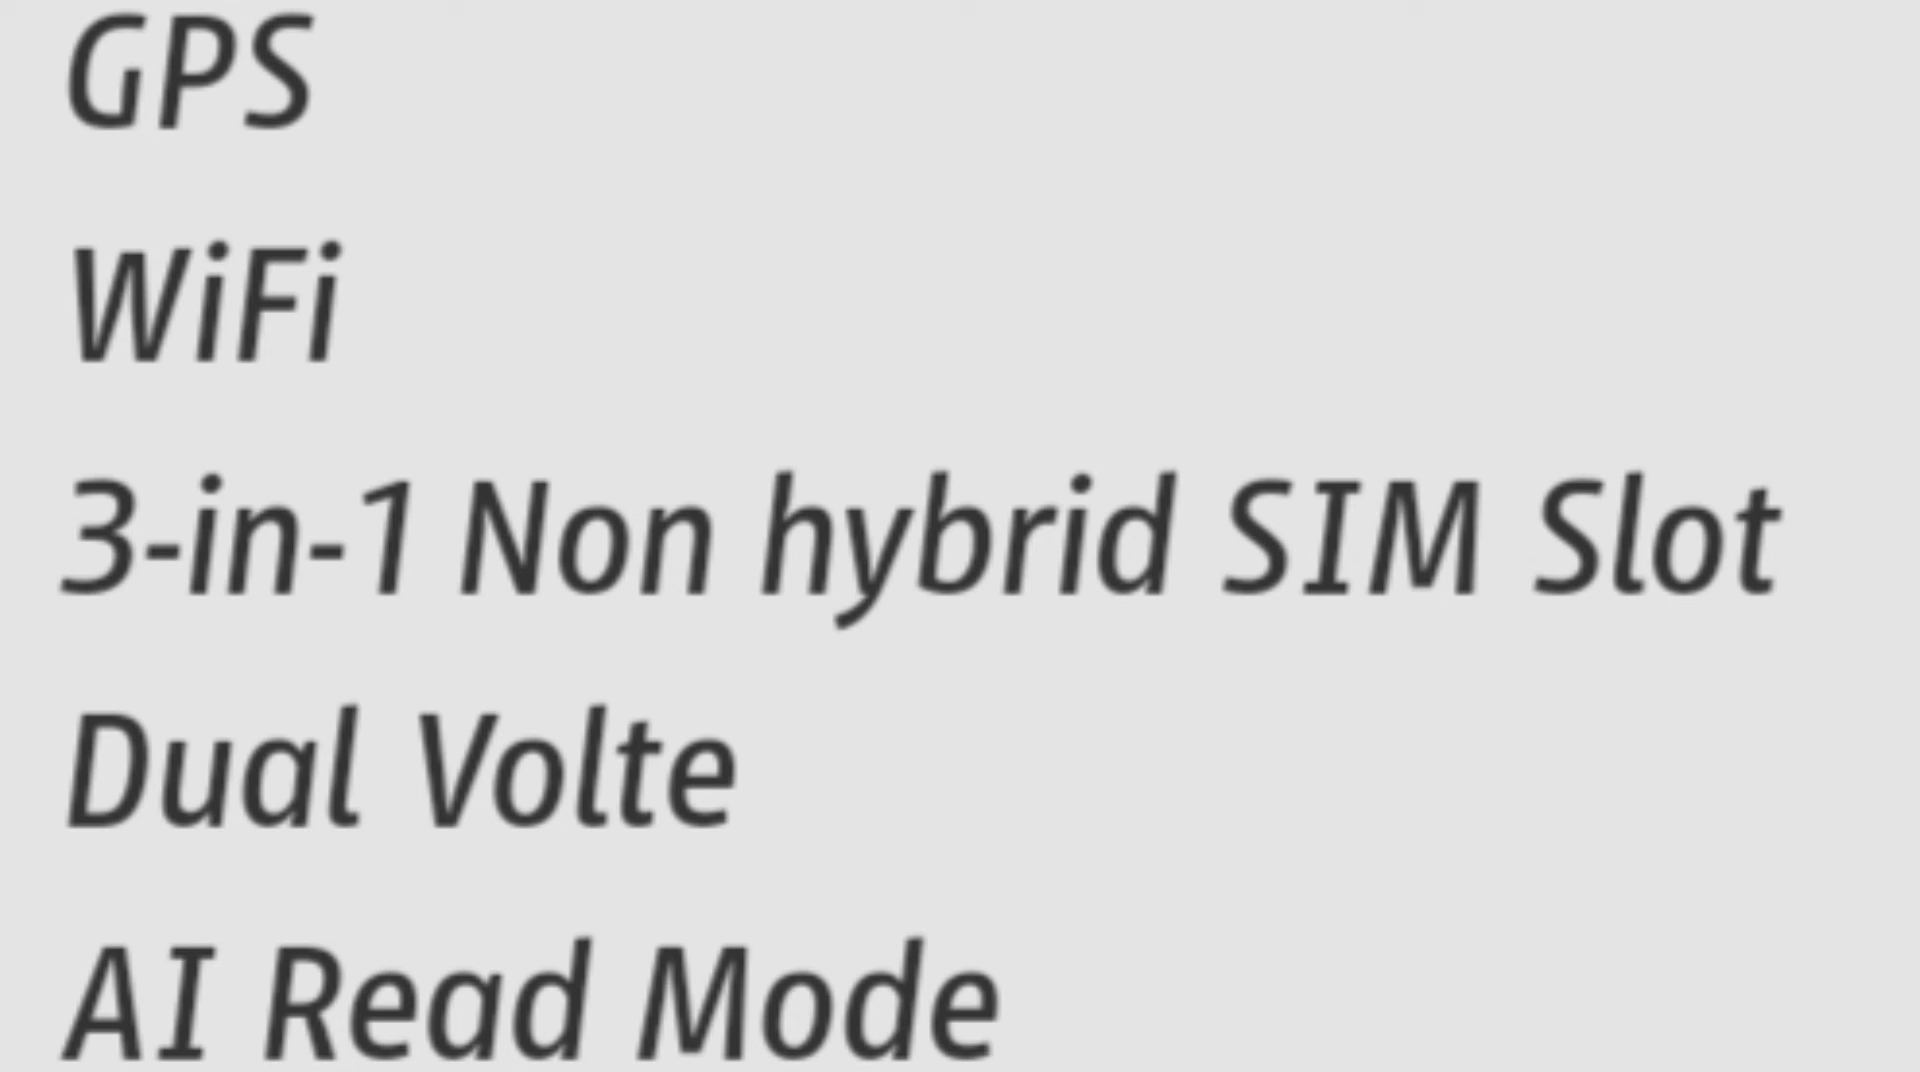 GPS
WiFi
3-in-1 Non hybrid SIM Slot
Dual Volte
AI Read Mode